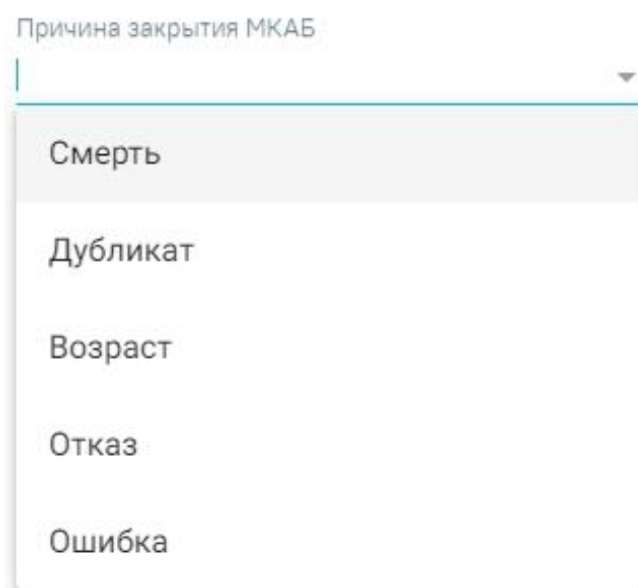 Причина закрытия МКАБ
Смерть
Дубликат
Возраст
Отказ
Ошибка